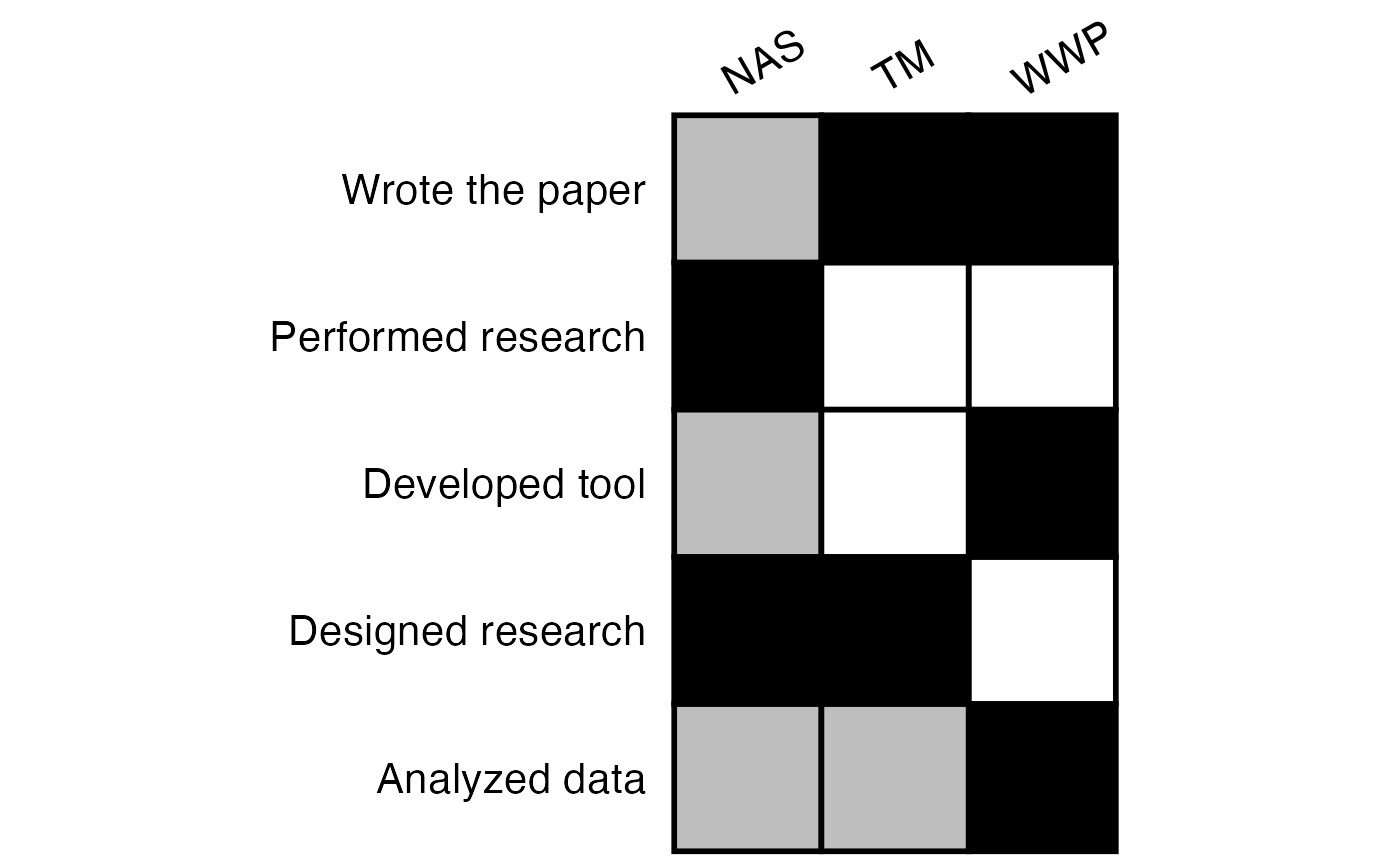 NAS TM WWP
Wrote the paper
Performed research
Developed tool
Designed research
Analyzed data